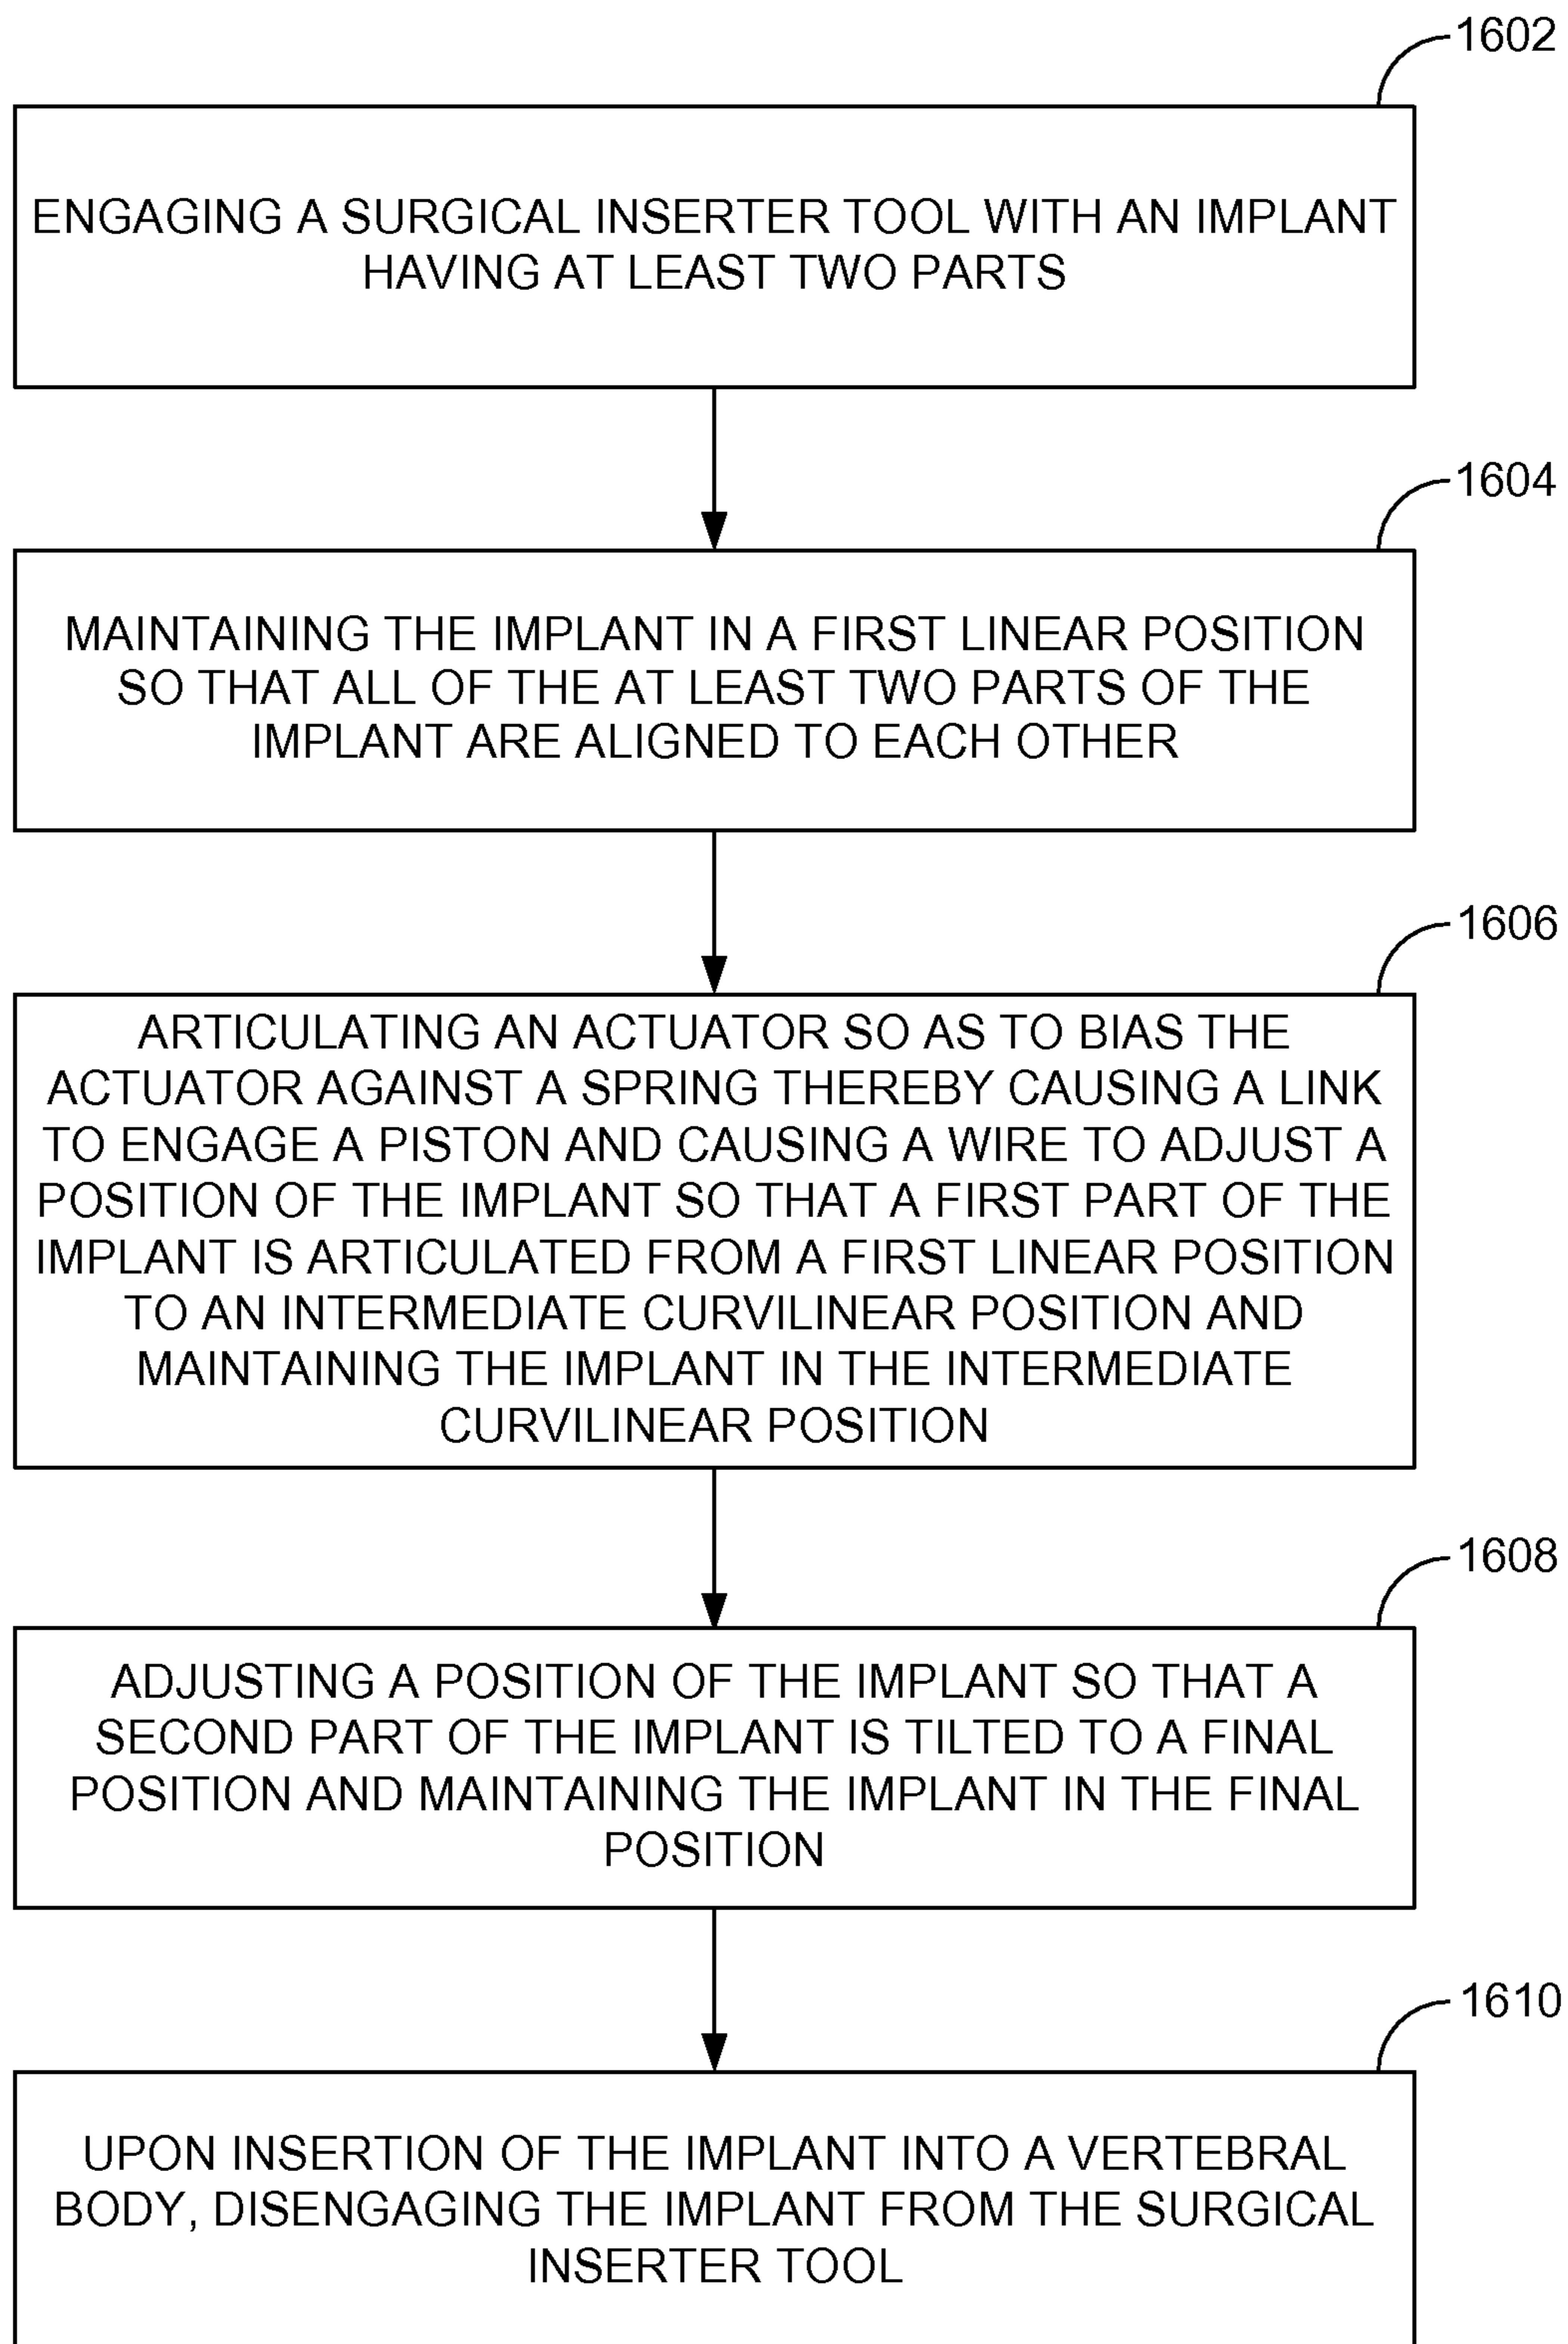 1602
ENGAGING A SURGICAL INSERTER TOOL WITH AN IMPLANT
HAVING AT LEAST TWO PARTS
1604
MAINTAINING THE IMPLANT IN A FIRST LINEAR POSITION
SO THAT ALL OF THE AT LEAST TWO PARTS OF THE
IMPLANT ARE ALIGNED TO EACH OTHER
1606
ARTICULATING AN ACTUATOR SO AS TO BIAS THE
ACTUATOR AGAINST A SPRING THEREBY CAUSING A LINK
TO ENGAGE A PISTON AND CAUSING A WIRE TO ADJUST A
POSITION OF THE IMPLANT SO THAT A FIRST PART OF THE
IMPLANT IS ARTICULATED FROM A FIRST LINEAR POSITION
TO AN INTERMEDIATE CURVILINEAR POSITION AND
MAINTAINING THE IMPLANT IN THE INTERMEDIATE
CURVILINEAR POSITION
1608
ADJUSTING A POSITION OF THE IMPLANT SO THAT A
SECOND PART OF THE IMPLANT IS TILTED TO A FINAL
POSITION AND MAINTAINING THE IMPLANT IN THE FINAL
POSITION
1610
UPON INSERTION OF THE IMPLANT INTO A VERTEBRAL
BODY, DISENGAGING THE IMPLANT FROM THE SURGICAL
INSERTER TOOL